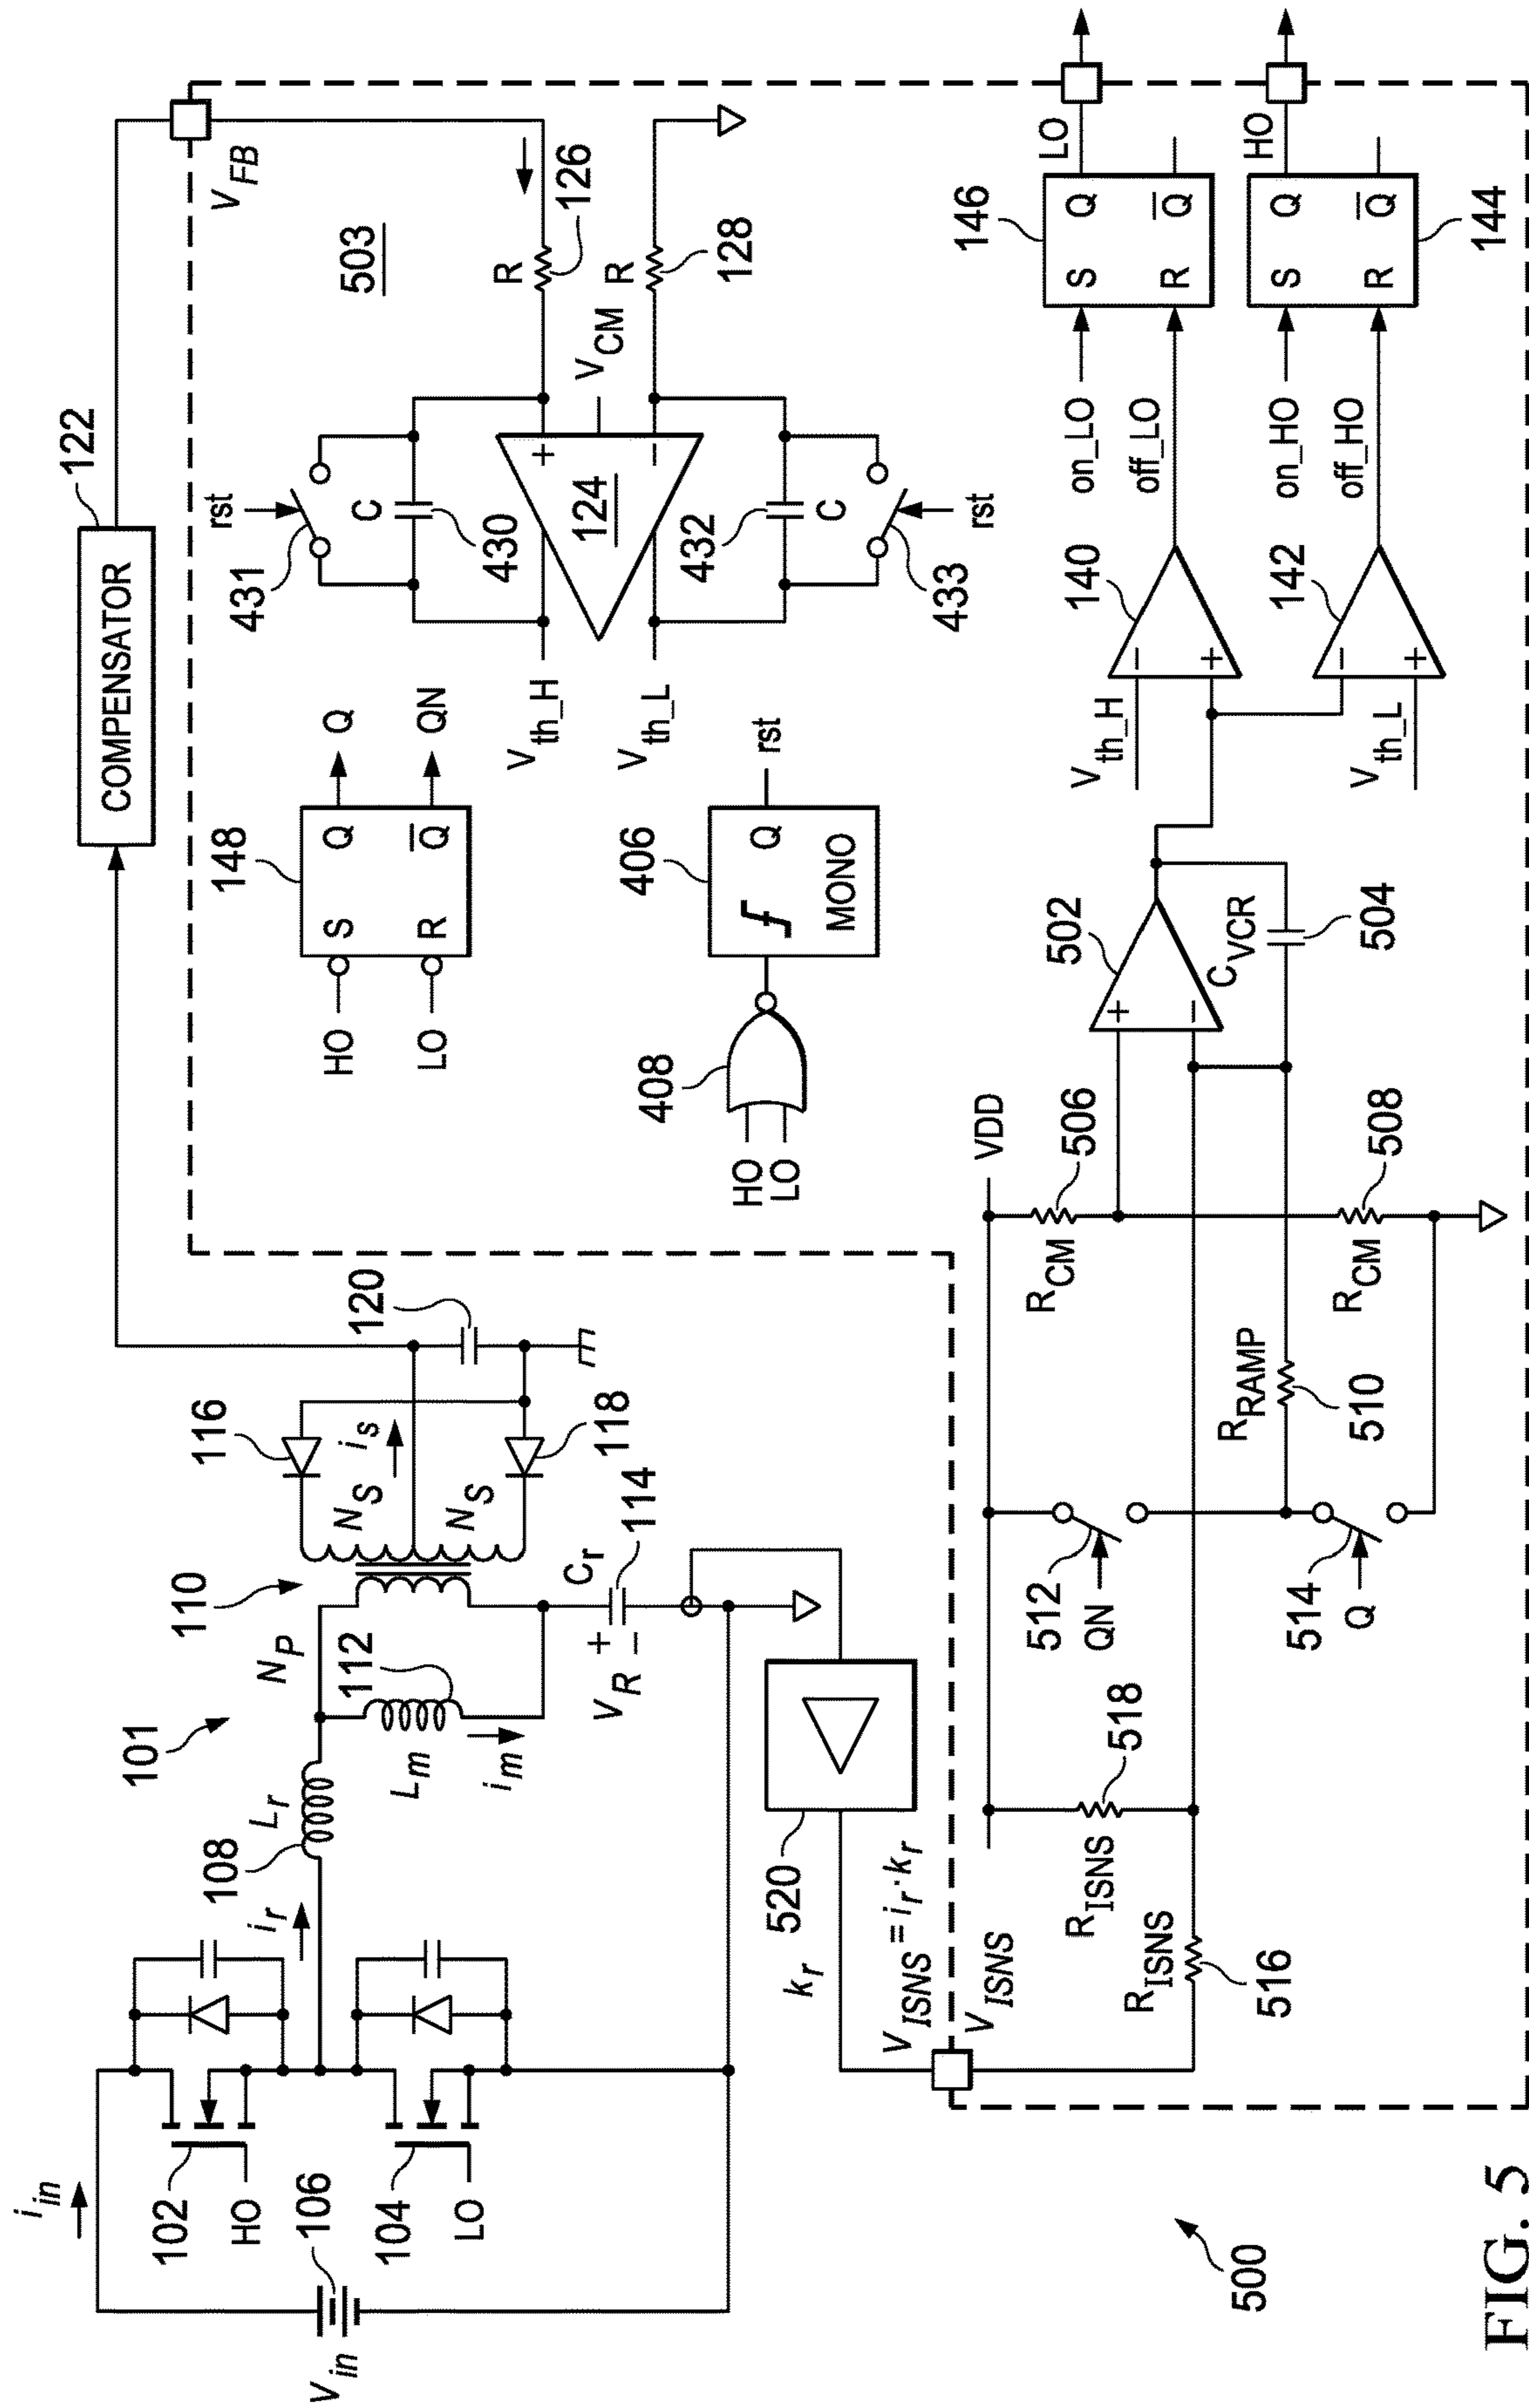 V_in
i_in
106
102
HO
104
LO
i_r
108
L_r
101
N_P
112
L_m
i_m
110
N_S
N_S
i_s
116
118
120
C_r
114
+
V_R
−
520
k_r
V_ISNS = i_r · k_r
122
COMPENSATOR
V_FB
503
R
126
R
128
V_CM
rst
431
C
430
+
124
−
432
C
433
rst
V_th_H
V_th_L
148
S Q
R Q̅
HO
LO
Q
QN
406
Q
MONO
rst
408
HO
LO
V_ISNS
R_ISNS
516
R_ISNS
518
VDD
512
QN
514
Q
R_RAMP
510
R_CM
506
R_CM
508
502
+
−
C_VCR
504
V_th_H
140
−
+
V_th_L
142
−
+
on_LO
off_LO
on_HO
off_HO
146
S Q
R Q̅
LO
144
S Q
R Q̅
HO
500
FIG. 5